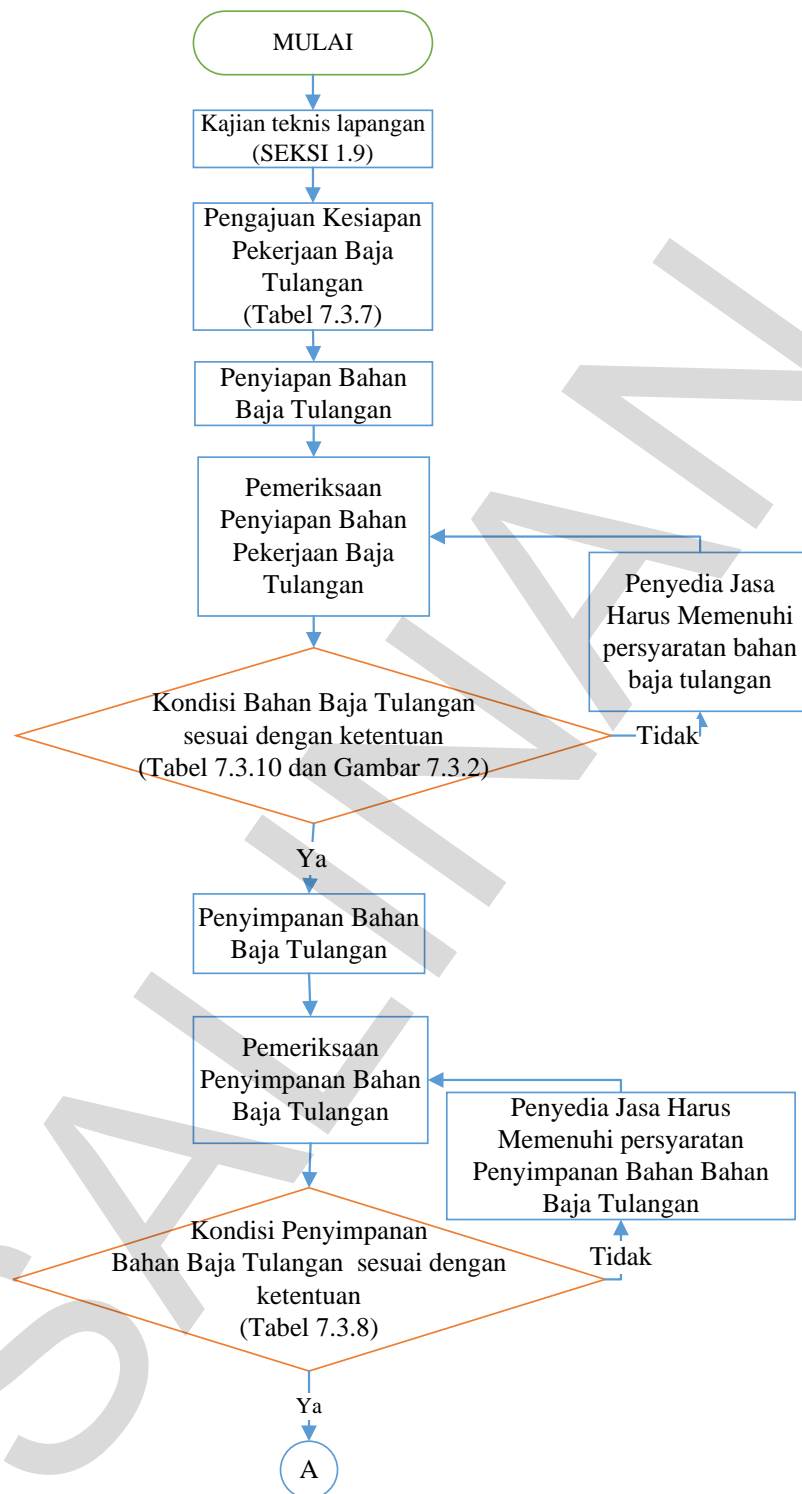 MULAI
Kajian teknis lapangan
(SEKSI 1.9)
Pengajuan Kesiapan
Pekerjaan Baja
Tulangan
(Tabel 7.3.7)
Penyiapan Bahan
Baja Tulangan
Pemeriksaan
Penyiapan Bahan
Pekerjaan Baja
Tulangan
Penyedia Jasa
Harus Memenuhi
persyaratan bahan
baja tulangan
Kondisi Bahan Baja Tulangan
sesuai dengan ketentuan
(Tabel 7.3.10 dan Gambar 7.3.2)
Tidak
Ya
Penyimpanan Bahan
Baja Tulangan
Pemeriksaan
Penyimpanan Bahan
Baja Tulangan
Penyedia Jasa Harus
Memenuhi persyaratan
Penyimpanan Bahan Bahan
Baja Tulangan
Kondisi Penyimpanan
Bahan Baja Tulangan sesuai dengan
ketentuan
(Tabel 7.3.8)
Tidak
Ya
A
SALINAN